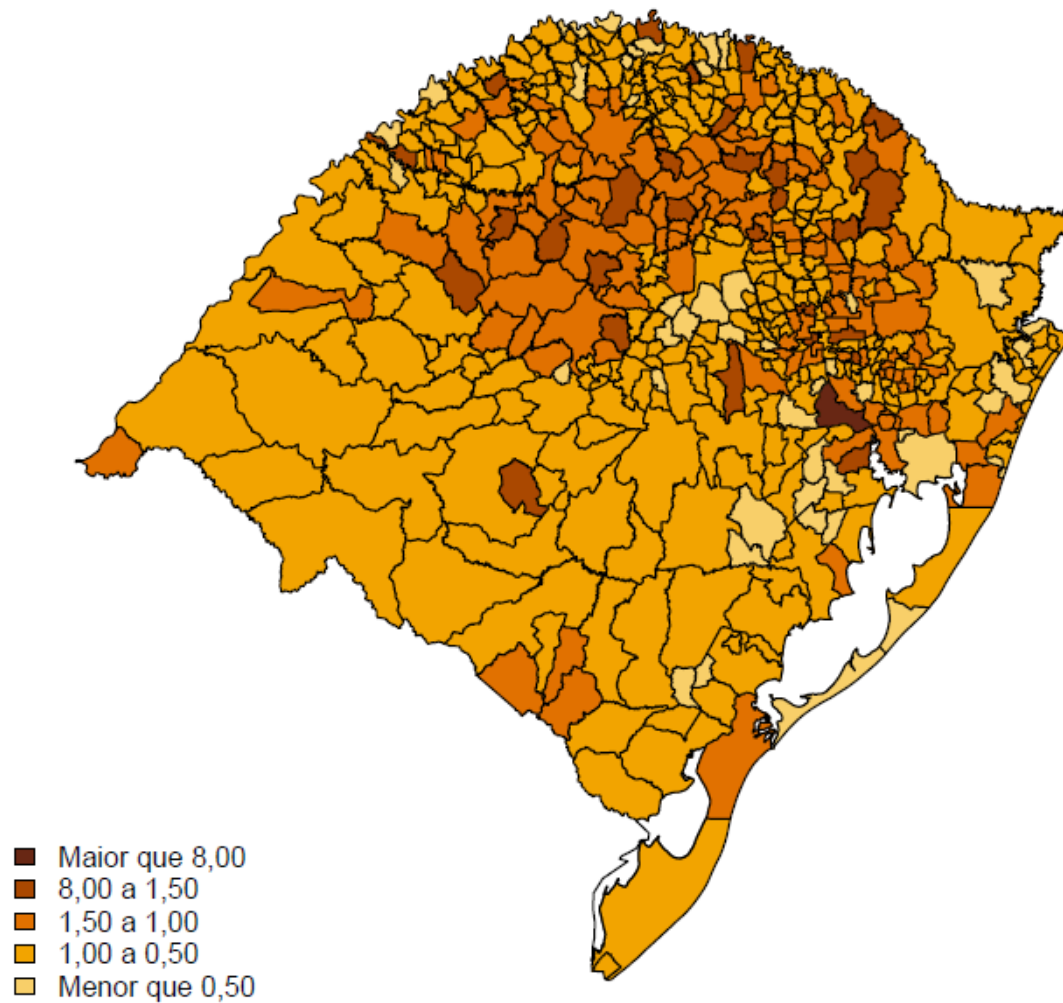 Maior que 8,00
8,00 a 1,50
1,50 a 1,00
1,00 a 0,50
Menor que 0,50